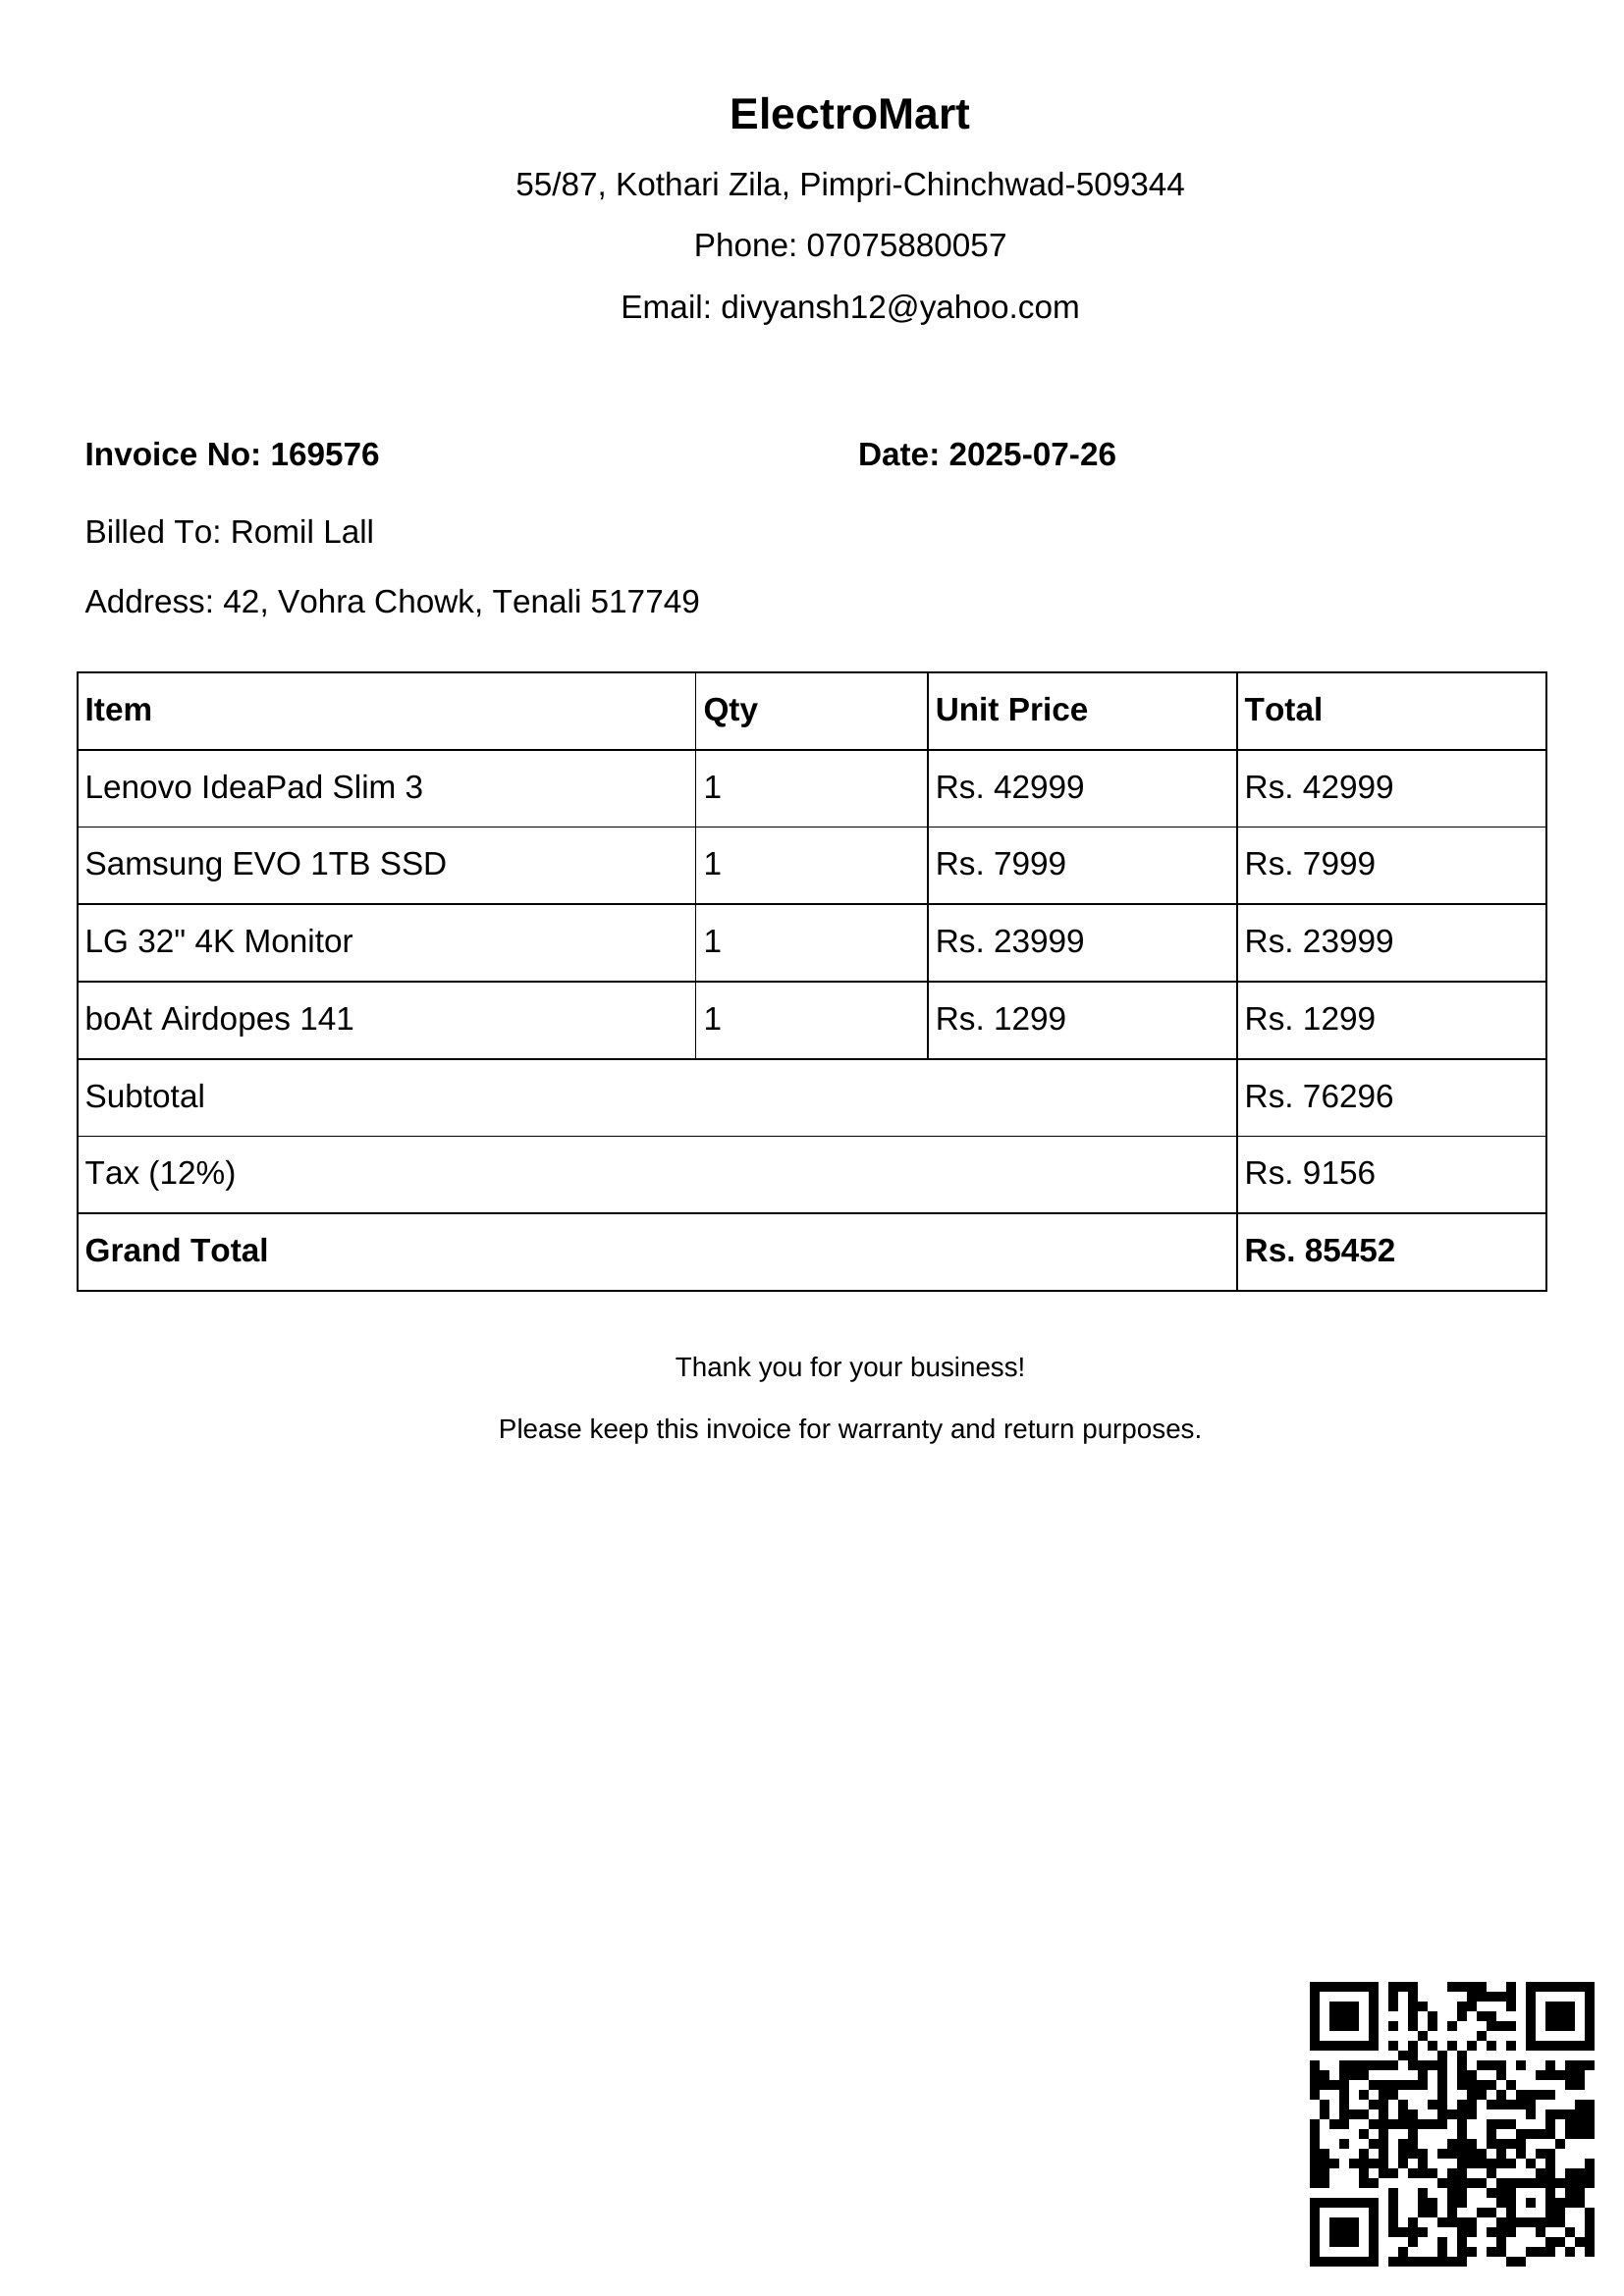 ElectroMart
55/87, Kothari Zila, Pimpri-Chinchwad-509344
Phone: 07075880057
Email: divyansh12@yahoo.com
Invoice No: 169576 Date: 2025-07-26
Billed To: Romil Lall
Address: 42, Vohra Chowk, Tenali 517749
Item Qty Unit Price Total
Lenovo IdeaPad Slim 3 1 Rs. 42999 Rs. 42999
Samsung EVO 1TB SSD 1 Rs. 7999 Rs. 7999
LG 32" 4K Monitor 1 Rs. 23999 Rs. 23999
boAt Airdopes 141 1 Rs. 1299 Rs. 1299
Subtotal Rs. 76296
Tax (12%) Rs. 9156
Grand Total Rs. 85452
Thank you for your business!
Please keep this invoice for warranty and return purposes.